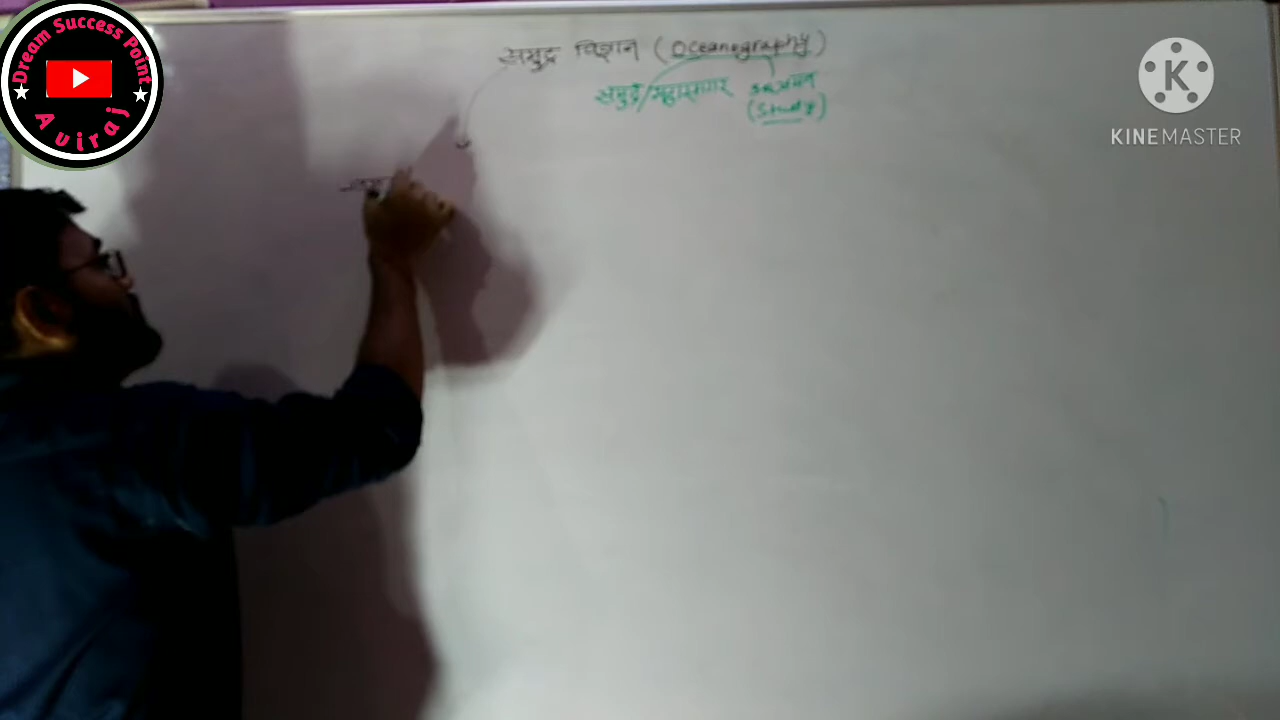 Dream Success Point
Aviraj
समुद्र विज्ञान (Oceanography)
समुद्र/महासागर अध्ययन
(Study)
KINEMASTER